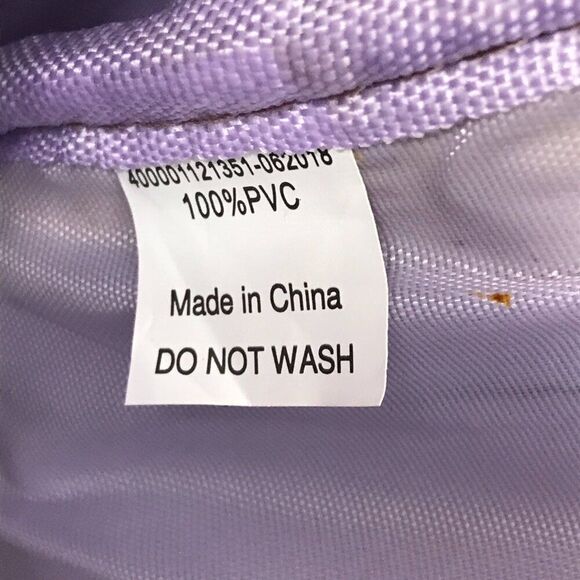 400001121351-062018
100%PVC
Made in China
DO NOT WASH